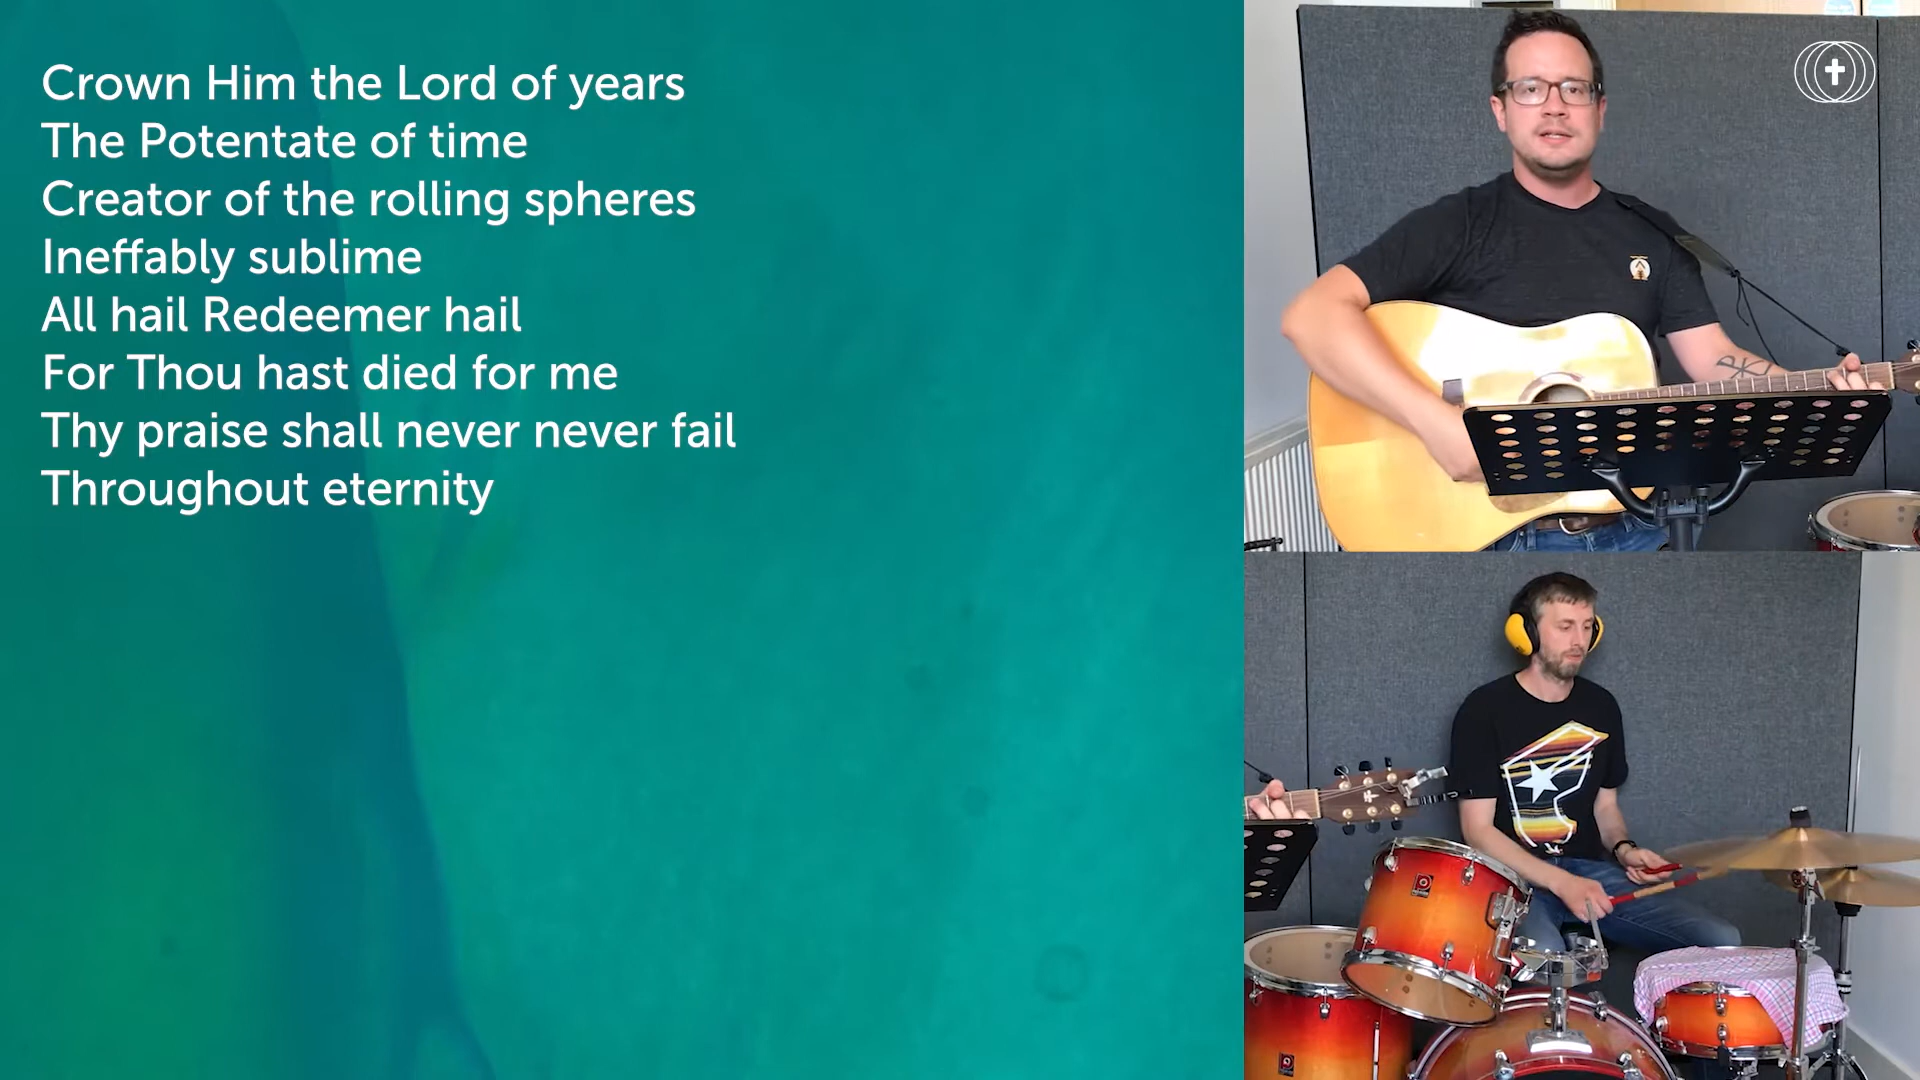 Crown Him the Lord of years
The Potentate of time
Creator of the rolling spheres
Ineffably sublime
All hail Redeemer hail
For Thou hast died for me
Thy praise shall never never fail
Throughout eternity